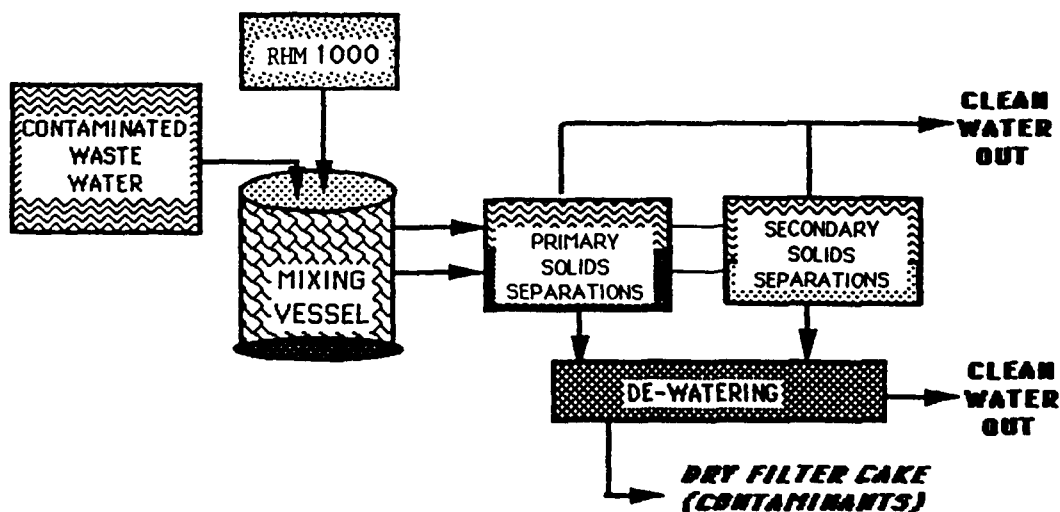 RHM 1000
CONTAMINATED
WASTE
WATER
MIXING
VESSEL
PRIMARY
SOLIDS
SEPARATIONS
SECONDARY
SOLIDS
SEPARATIONS
CLEAN
WATER
OUT
DE-WATERING
CLEAN
WATER
OUT
DRY FILTER CAKE
(CONTAMINANTS)